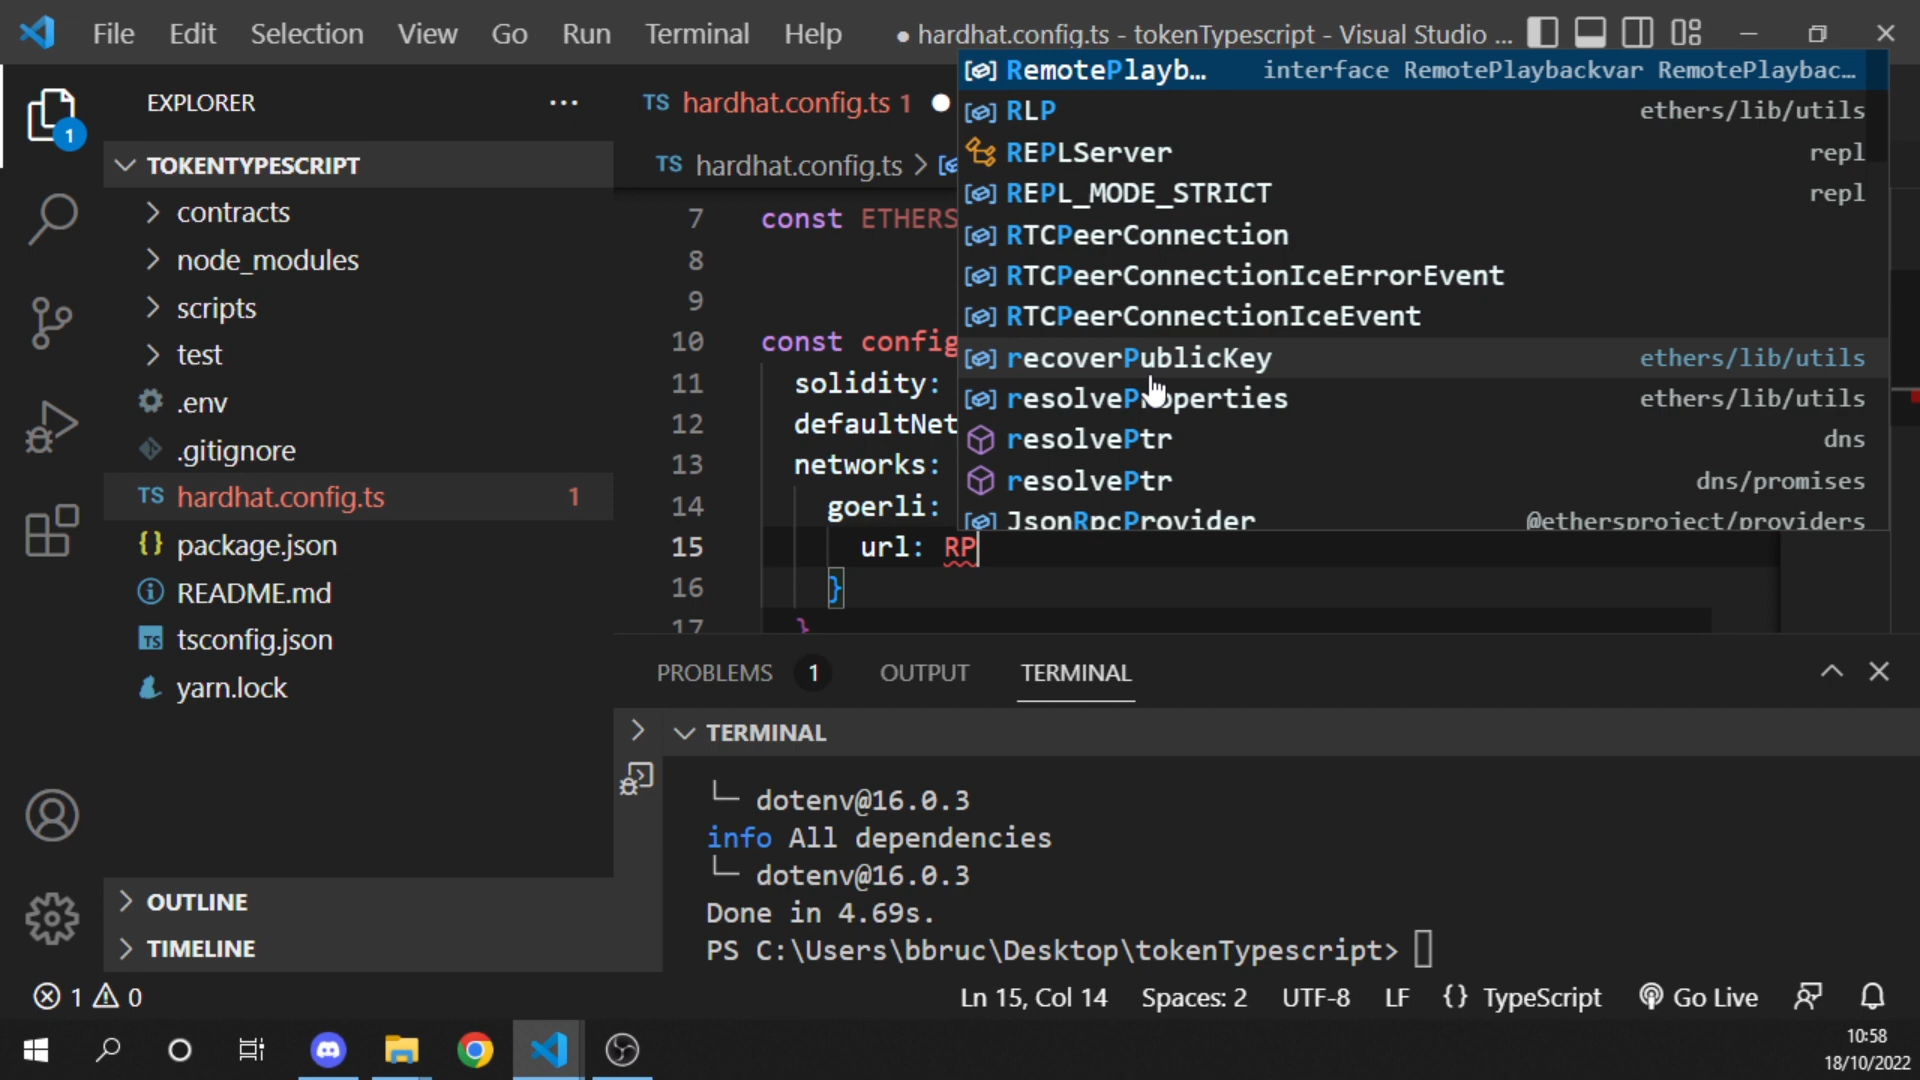 File Edit Selection View Go Run Terminal Help ● hardhat.config.ts - tokenTypescript - Visual Studio ...
EXPLORER ...
1
TOKENTYPESCRIPT
contracts
node_modules
scripts
test
.env
.gitignore
TS hardhat.config.ts 1
{} package.json
README.md
TS tsconfig.json
yarn.lock
OUTLINE
TIMELINE
TS hardhat.config.ts 1 ●
TS hardhat.config.ts >
7 const ETHERS
8
9
10 const config
11 solidity:
12 defaultNet
13 networks:
14 goerli:
15 url: RP
16 }
17 }
RemotePlayb... interface RemotePlaybackvar RemotePlaybac...
RLP ethers/lib/utils
REPLServer repl
REPL_MODE_STRICT repl
RTCPeerConnection
RTCPeerConnectionIceErrorEvent
RTCPeerConnectionIceEvent
recoverPublicKey ethers/lib/utils
resolveProperties ethers/lib/utils
resolvePtr dns
resolvePtr dns/promises
JsonRpcProvider @ethersproject/providers
PROBLEMS 1 OUTPUT TERMINAL
TERMINAL
└─ dotenv@16.0.3
info All dependencies
└─ dotenv@16.0.3
Done in 4.69s.
PS C:\Users\bbruc\Desktop\tokenTypescript>
1 0 Ln 15, Col 14 Spaces: 2 UTF-8 LF {} TypeScript Go Live
10:58
18/10/2022